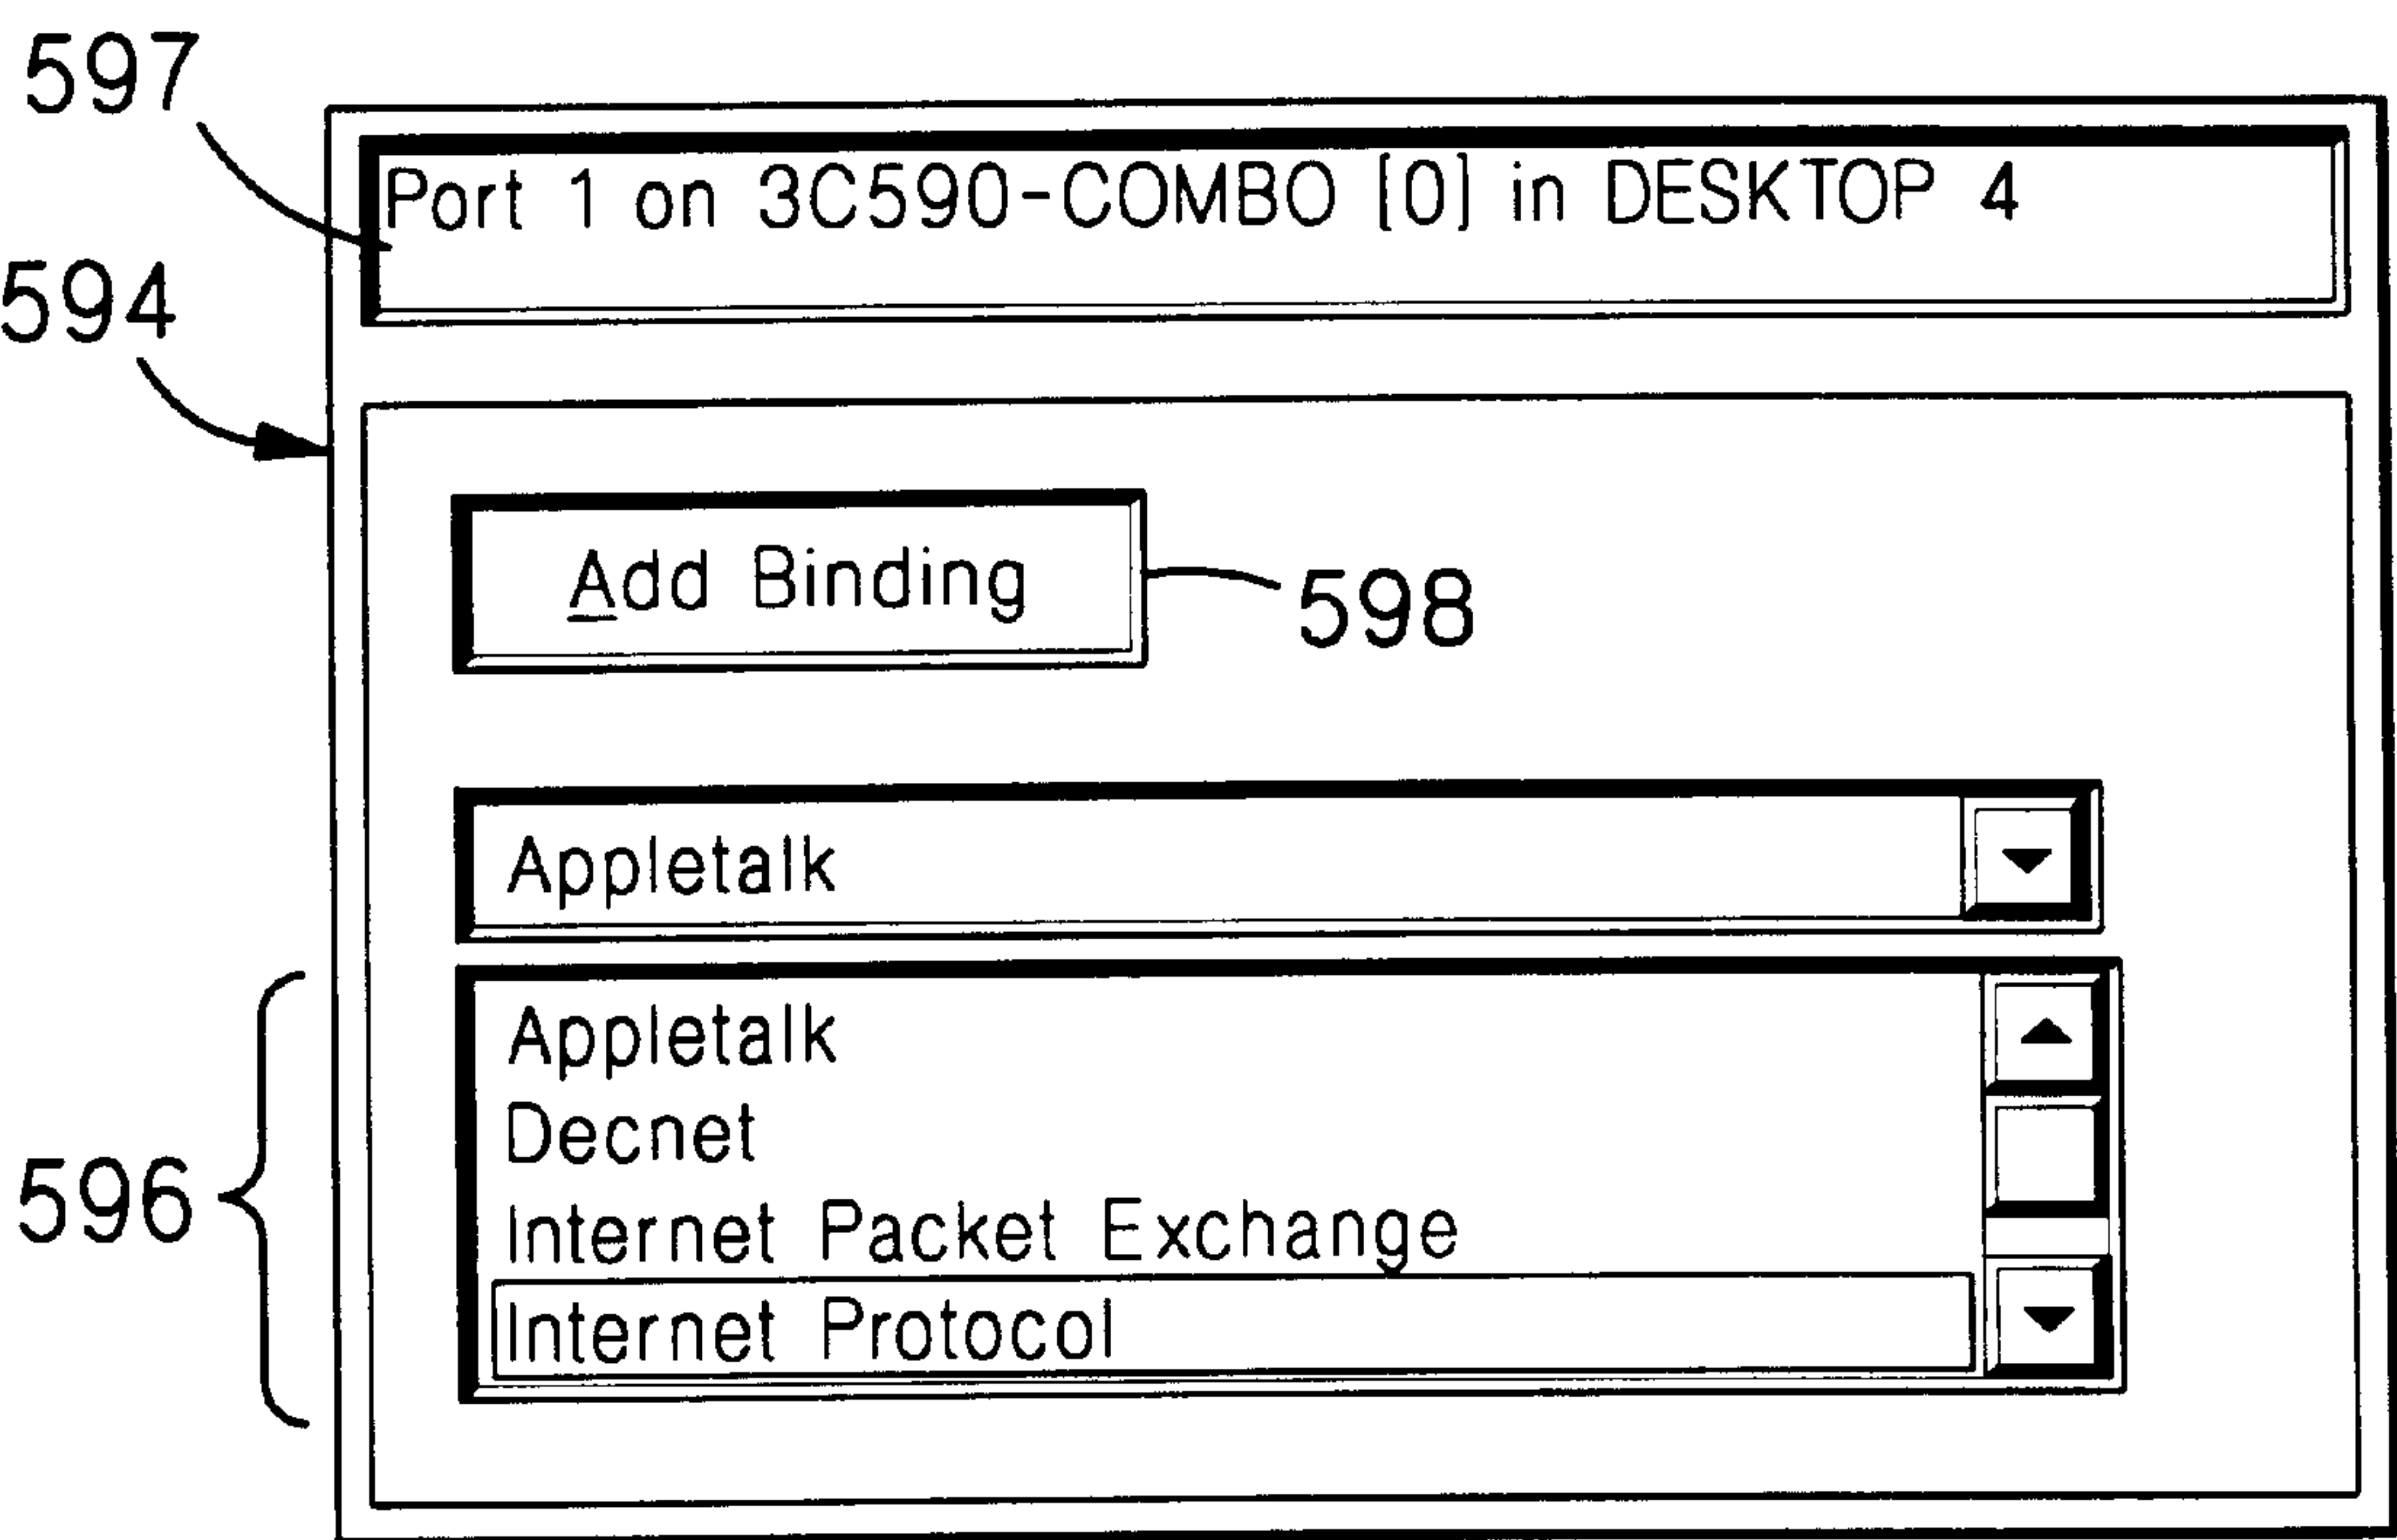 597
Port 1 on 3C590-COMBO [0] in DESKTOP 4
594
Add Binding
598
Appletalk
Appletalk
Decnet
596
Internet Packet Exchange
Internet Protocol